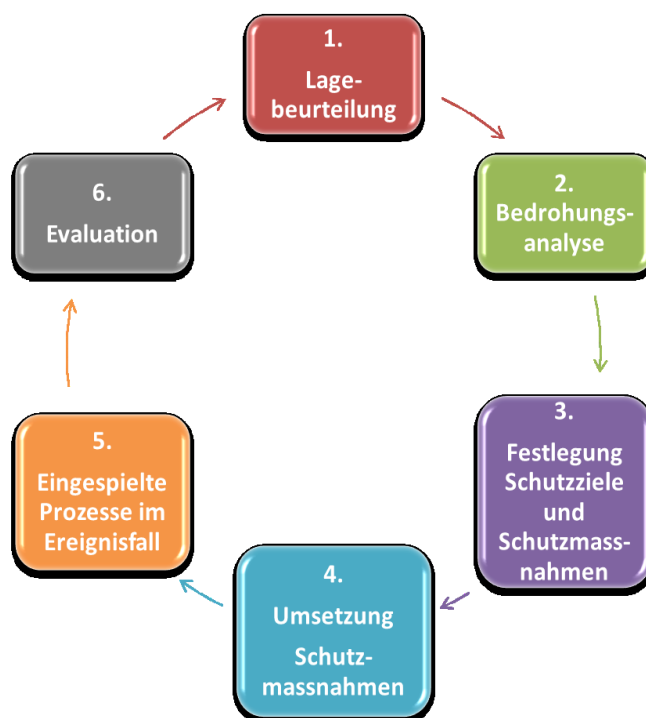 1.
Lage-
beurteilung
2.
Bedrohungs-
analyse
3.
Festlegung
Schutzziele
und
Schutzmass-
nahmen
4.
Umsetzung
Schutz-
massnahmen
5.
Eingespielte
Prozesse im
Ereignisfall
6.
Evaluation